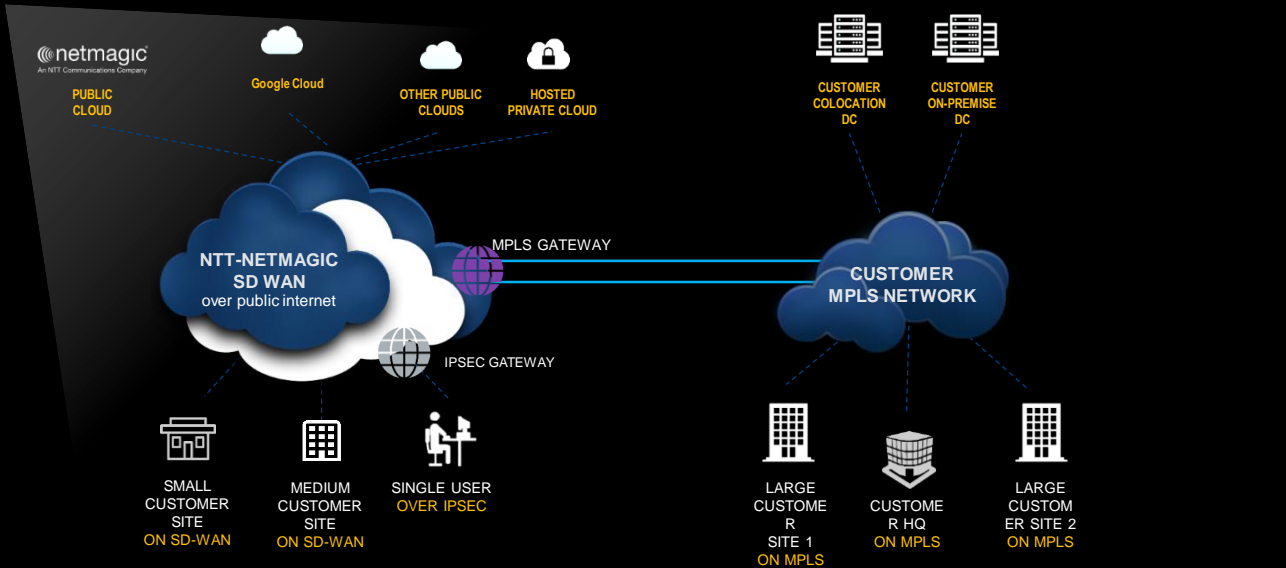 netmagic
An NTT Communications Company
PUBLIC
CLOUD
Google Cloud
OTHER PUBLIC
CLOUDS
HOSTED
PRIVATE CLOUD
CUSTOMER
COLOCATION
DC
CUSTOMER
ON-PREMISE
DC
NTT-NETMAGIC
SD WAN
over public internet
MPLS GATEWAY
IPSEC GATEWAY
CUSTOMER
MPLS NETWORK
SMALL
CUSTOMER
SITE
ON SD-WAN
MEDIUM
CUSTOMER
SITE
ON SD-WAN
SINGLE USER
OVER IPSEC
LARGE
CUSTOME
R
SITE 1
ON MPLS
CUSTOME
R HQ
ON MPLS
LARGE
CUSTOM
ER SITE 2
ON MPLS